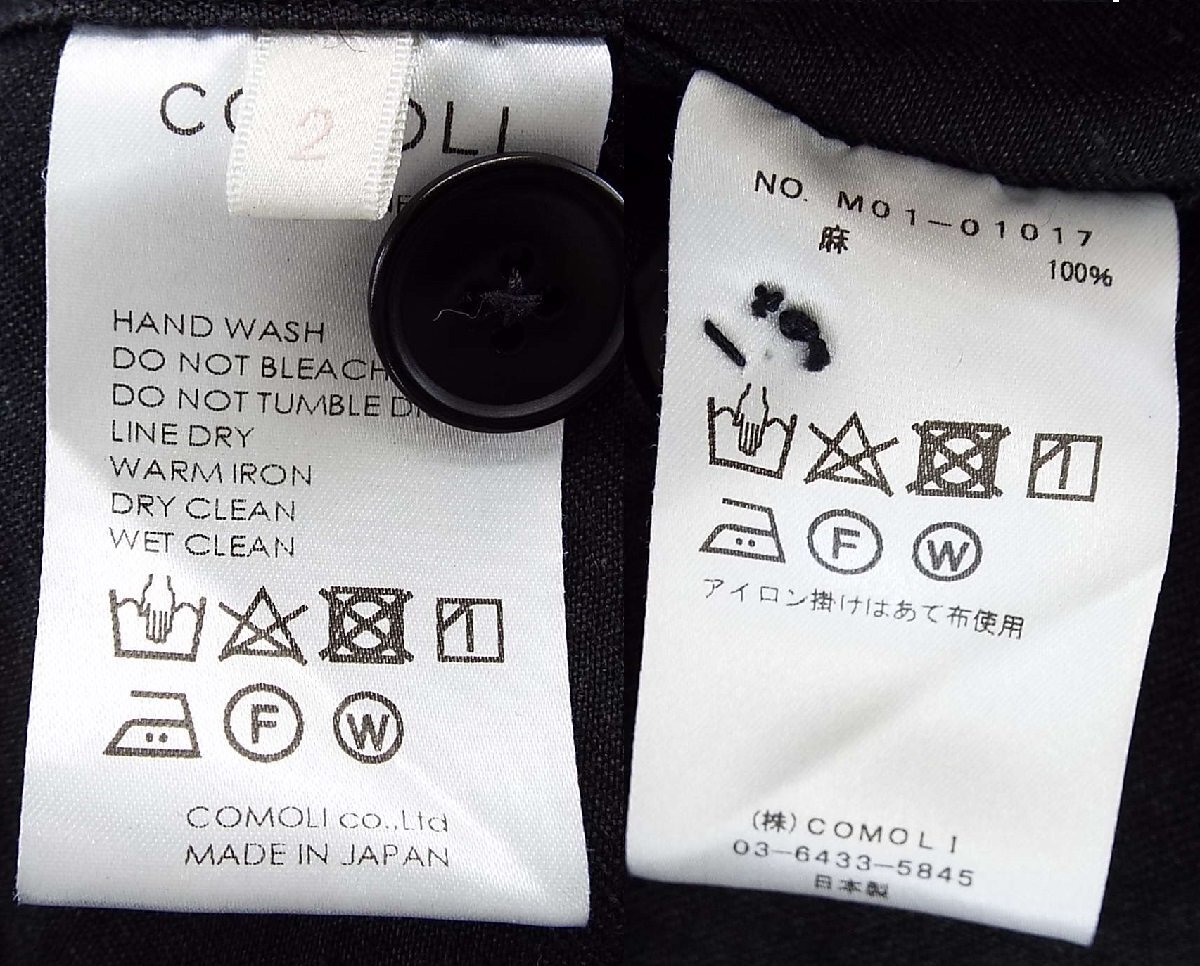 2
HAND WASH
DO NOT BLEACH
DO NOT TUMBLE
LINE DRY
WARM IRON
DRY CLEAN
WET CLEAN
F W
COMOLI co.,Ltd
MADE IN JAPAN
NO. M01-01017
麻 100%
F W
アイロン掛けはあて布使用
(株)COMOLI
03-6433-5845
日本製